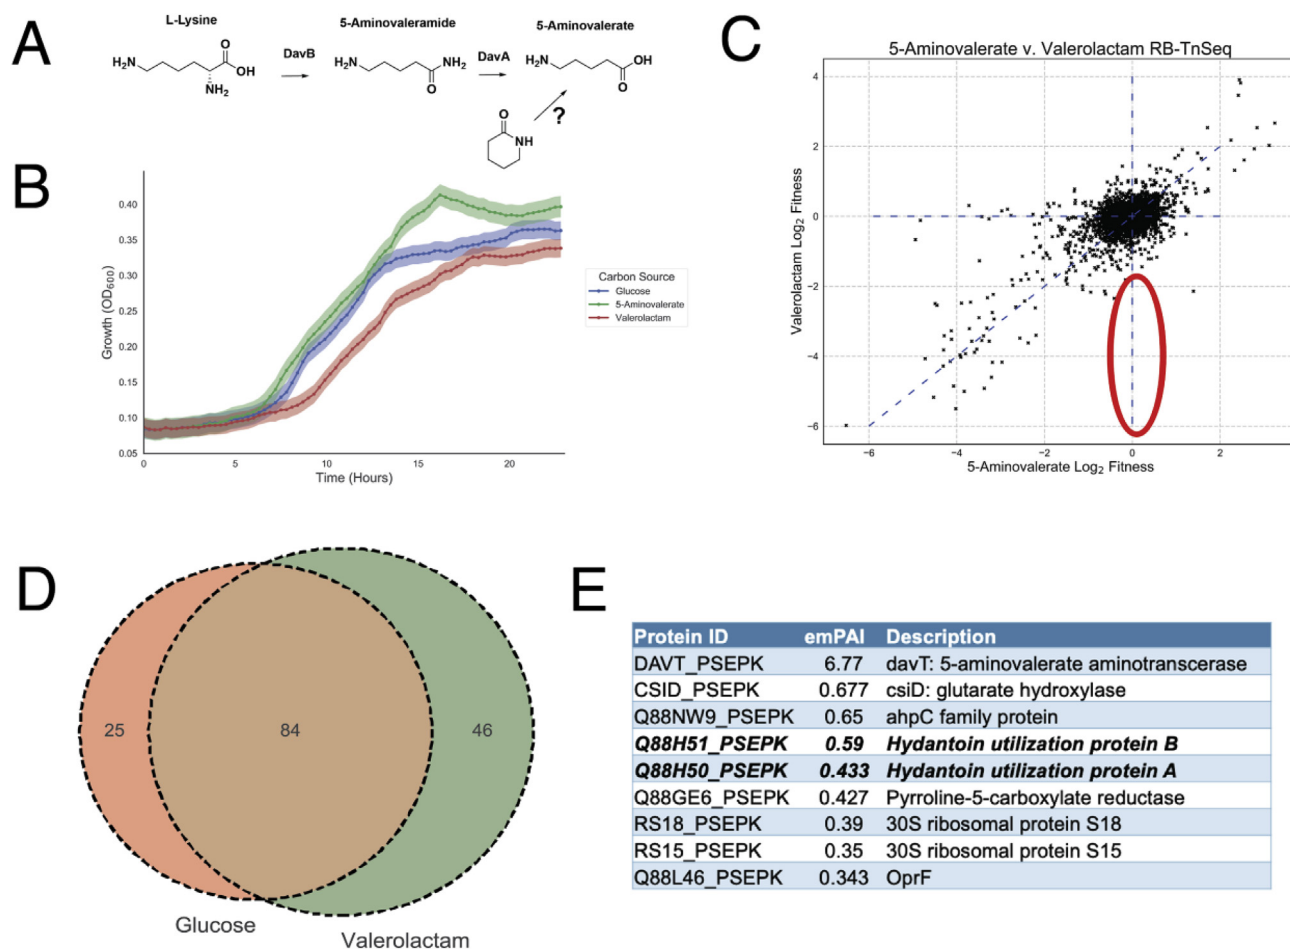 A
L-Lysine
5-Aminovaleramide
5-Aminovalerate
DavB
DavA
H₂N
O
OH
NH₂
H₂N
NH₂
O
H₂N
OH
O
O
NH
?
B
Growth (OD₆₀₀)
0.40
0.35
0.30
0.25
0.20
0.15
0.10
0.05
0
5
10
15
20
Time (Hours)
Carbon Source
Glucose
5-Aminovalerate
Valerolactam
C
5-Aminovalerate v. Valerolactam RB-TnSeq
Valerolactam Log₂ Fitness
4
2
0
−2
−4
−6
−6
−4
−2
0
2
5-Aminovalerate Log₂ Fitness
D
25
84
46
Glucose
Valerolactam
E
Protein ID emPAI Description
DAVT_PSEPK 6.77 davT: 5-aminovalerate aminotranscerase
CSID_PSEPK 0.677 csiD: glutarate hydroxylase
Q88NW9_PSEPK 0.65 ahpC family protein
Q88H51_PSEPK 0.59 Hydantoin utilization protein B
Q88H50_PSEPK 0.433 Hydantoin utilization protein A
Q88GE6_PSEPK 0.427 Pyrroline-5-carboxylate reductase
RS18_PSEPK 0.39 30S ribosomal protein S18
RS15_PSEPK 0.35 30S ribosomal protein S15
Q88L46_PSEPK 0.343 OprF